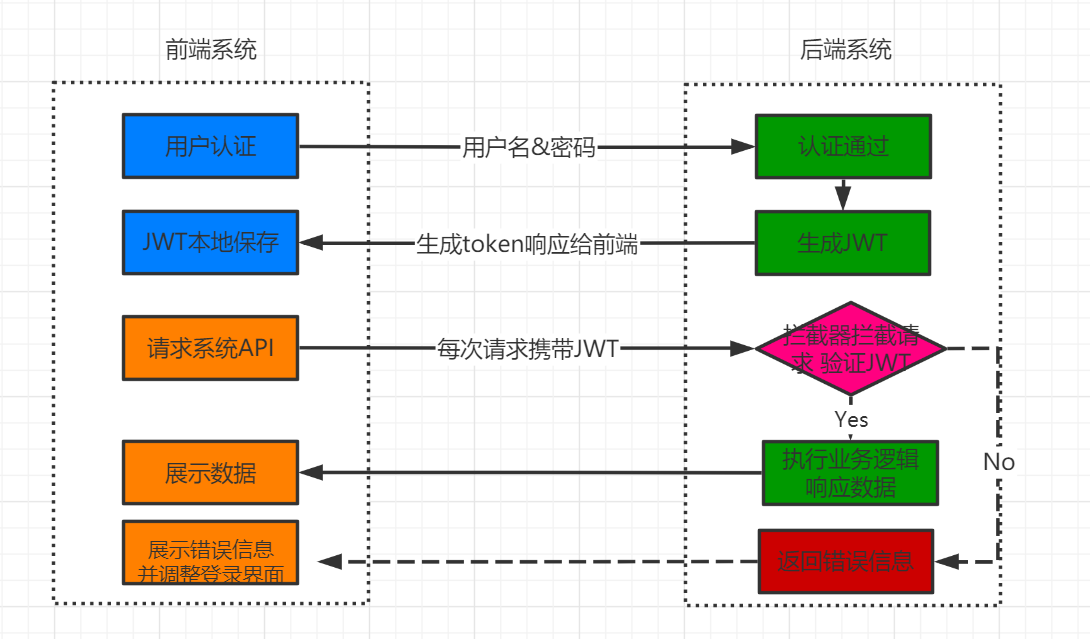 前端系统
后端系统
用户认证
用户名&密码
认证通过
JWT本地保存
生成token响应给前端
生成JWT
请求系统API
每次请求携带JWT
拦截器拦截请
求 验证JWT
Yes
No
展示数据
执行业务逻辑
响应数据
展示错误信息
并调整登录界面
返回错误信息